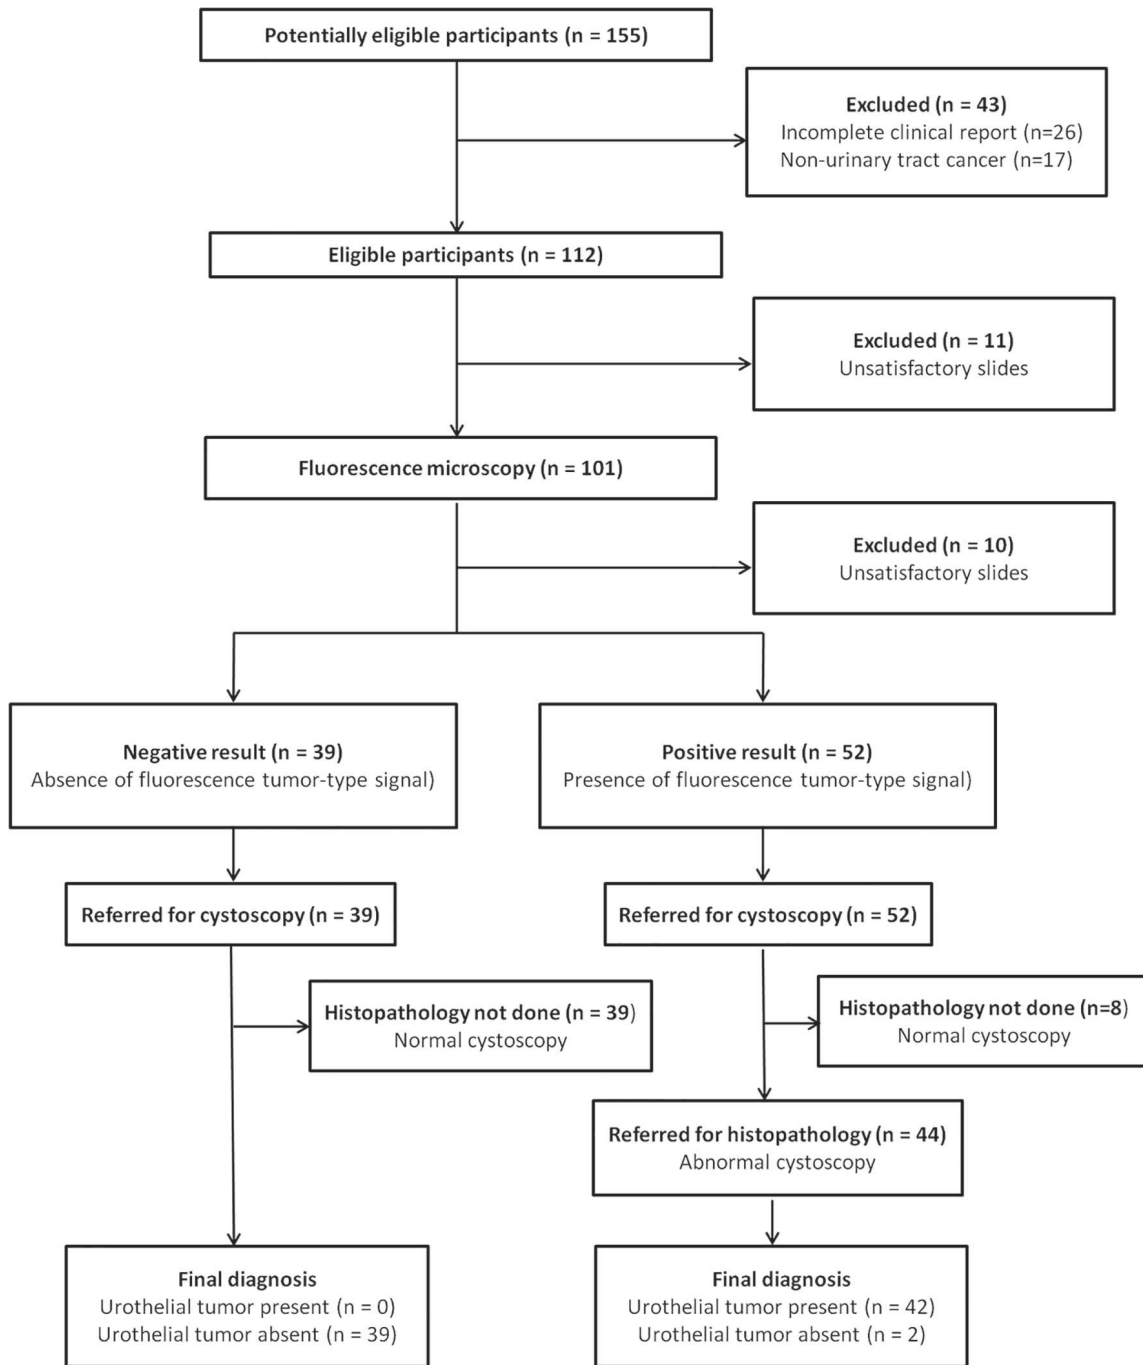 Potentially eligible participants (n = 155)
Excluded (n = 43)
Incomplete clinical report (n=26)
Non-urinary tract cancer (n=17)
Eligible participants (n = 112)
Excluded (n = 11)
Unsatisfactory slides
Fluorescence microscopy (n = 101)
Excluded (n = 10)
Unsatisfactory slides
Negative result (n = 39)
Absence of fluorescence tumor-type signal)
Positive result (n = 52)
Presence of fluorescence tumor-type signal)
Referred for cystoscopy (n = 39)
Referred for cystoscopy (n = 52)
Histopathology not done (n = 39)
Normal cystoscopy
Histopathology not done (n=8)
Normal cystoscopy
Referred for histopathology (n = 44)
Abnormal cystoscopy
Final diagnosis
Urothelial tumor present (n = 0)
Urothelial tumor absent (n = 39)
Final diagnosis
Urothelial tumor present (n = 42)
Urothelial tumor absent (n = 2)